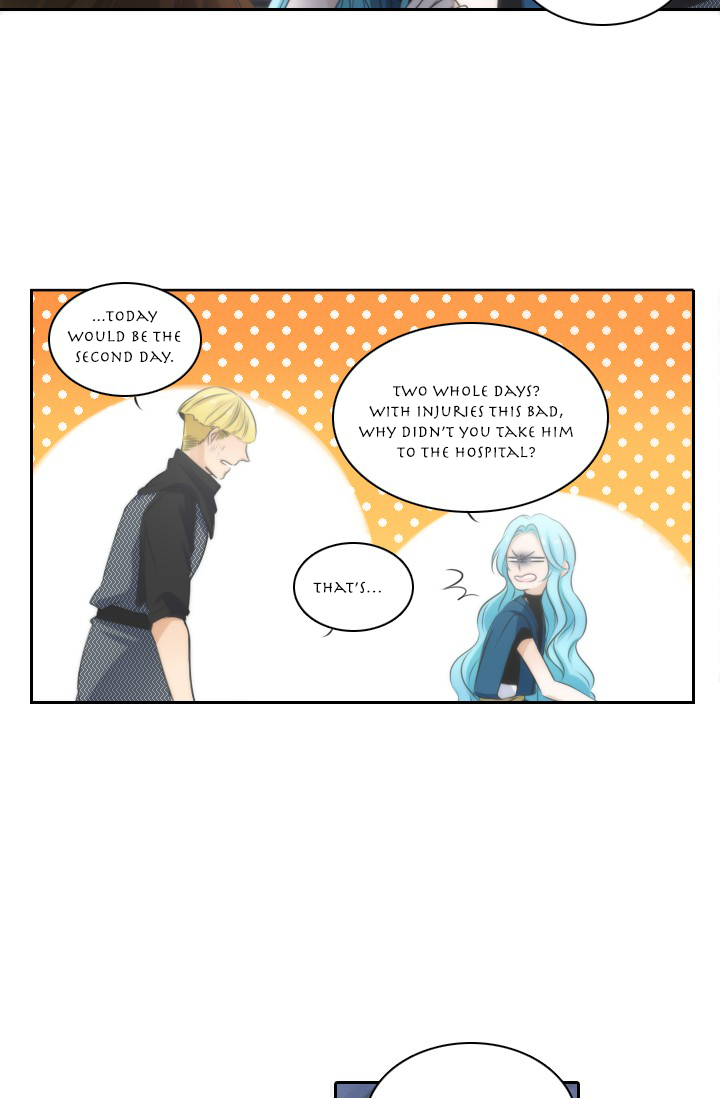 ...TODAY
WOULD BE THE
SECOND DAY.
TWO WHOLE DAYS?
WITH INJURIES THIS BAD,
WHY DIDN'T YOU TAKE HIM
TO THE HOSPITAL?
THAT'S...